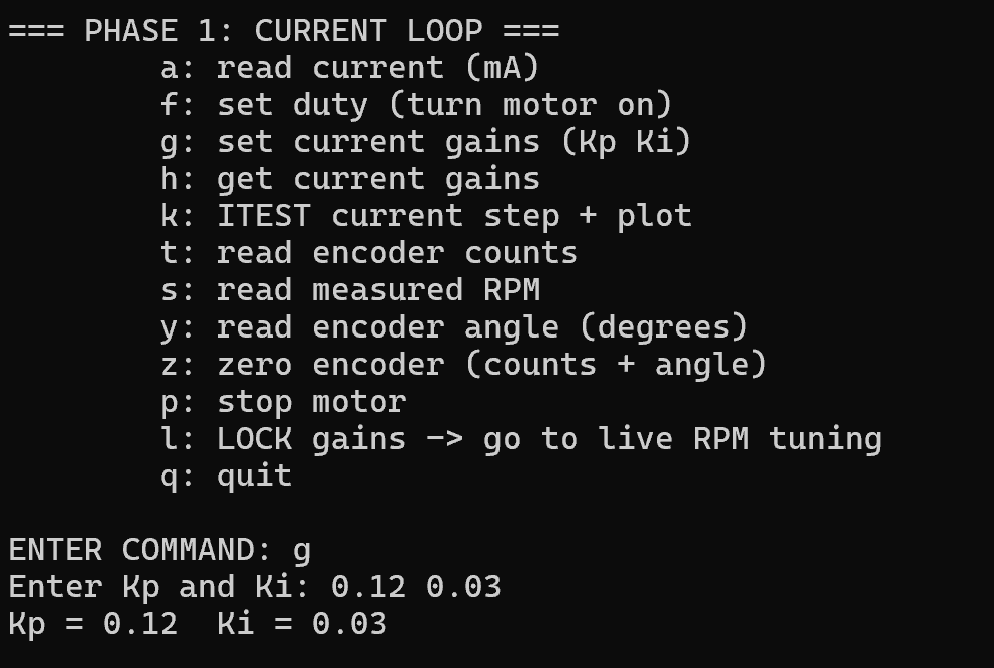 === PHASE 1: CURRENT LOOP ===
a: read current (mA)
f: set duty (turn motor on)
g: set current gains (Kp Ki)
h: get current gains
k: ITEST current step + plot
t: read encoder counts
s: read measured RPM
y: read encoder angle (degrees)
z: zero encoder (counts + angle)
p: stop motor
l: LOCK gains -> go to live RPM tuning
q: quit
ENTER COMMAND: g
Enter Kp and Ki: 0.12 0.03
Kp = 0.12  Ki = 0.03